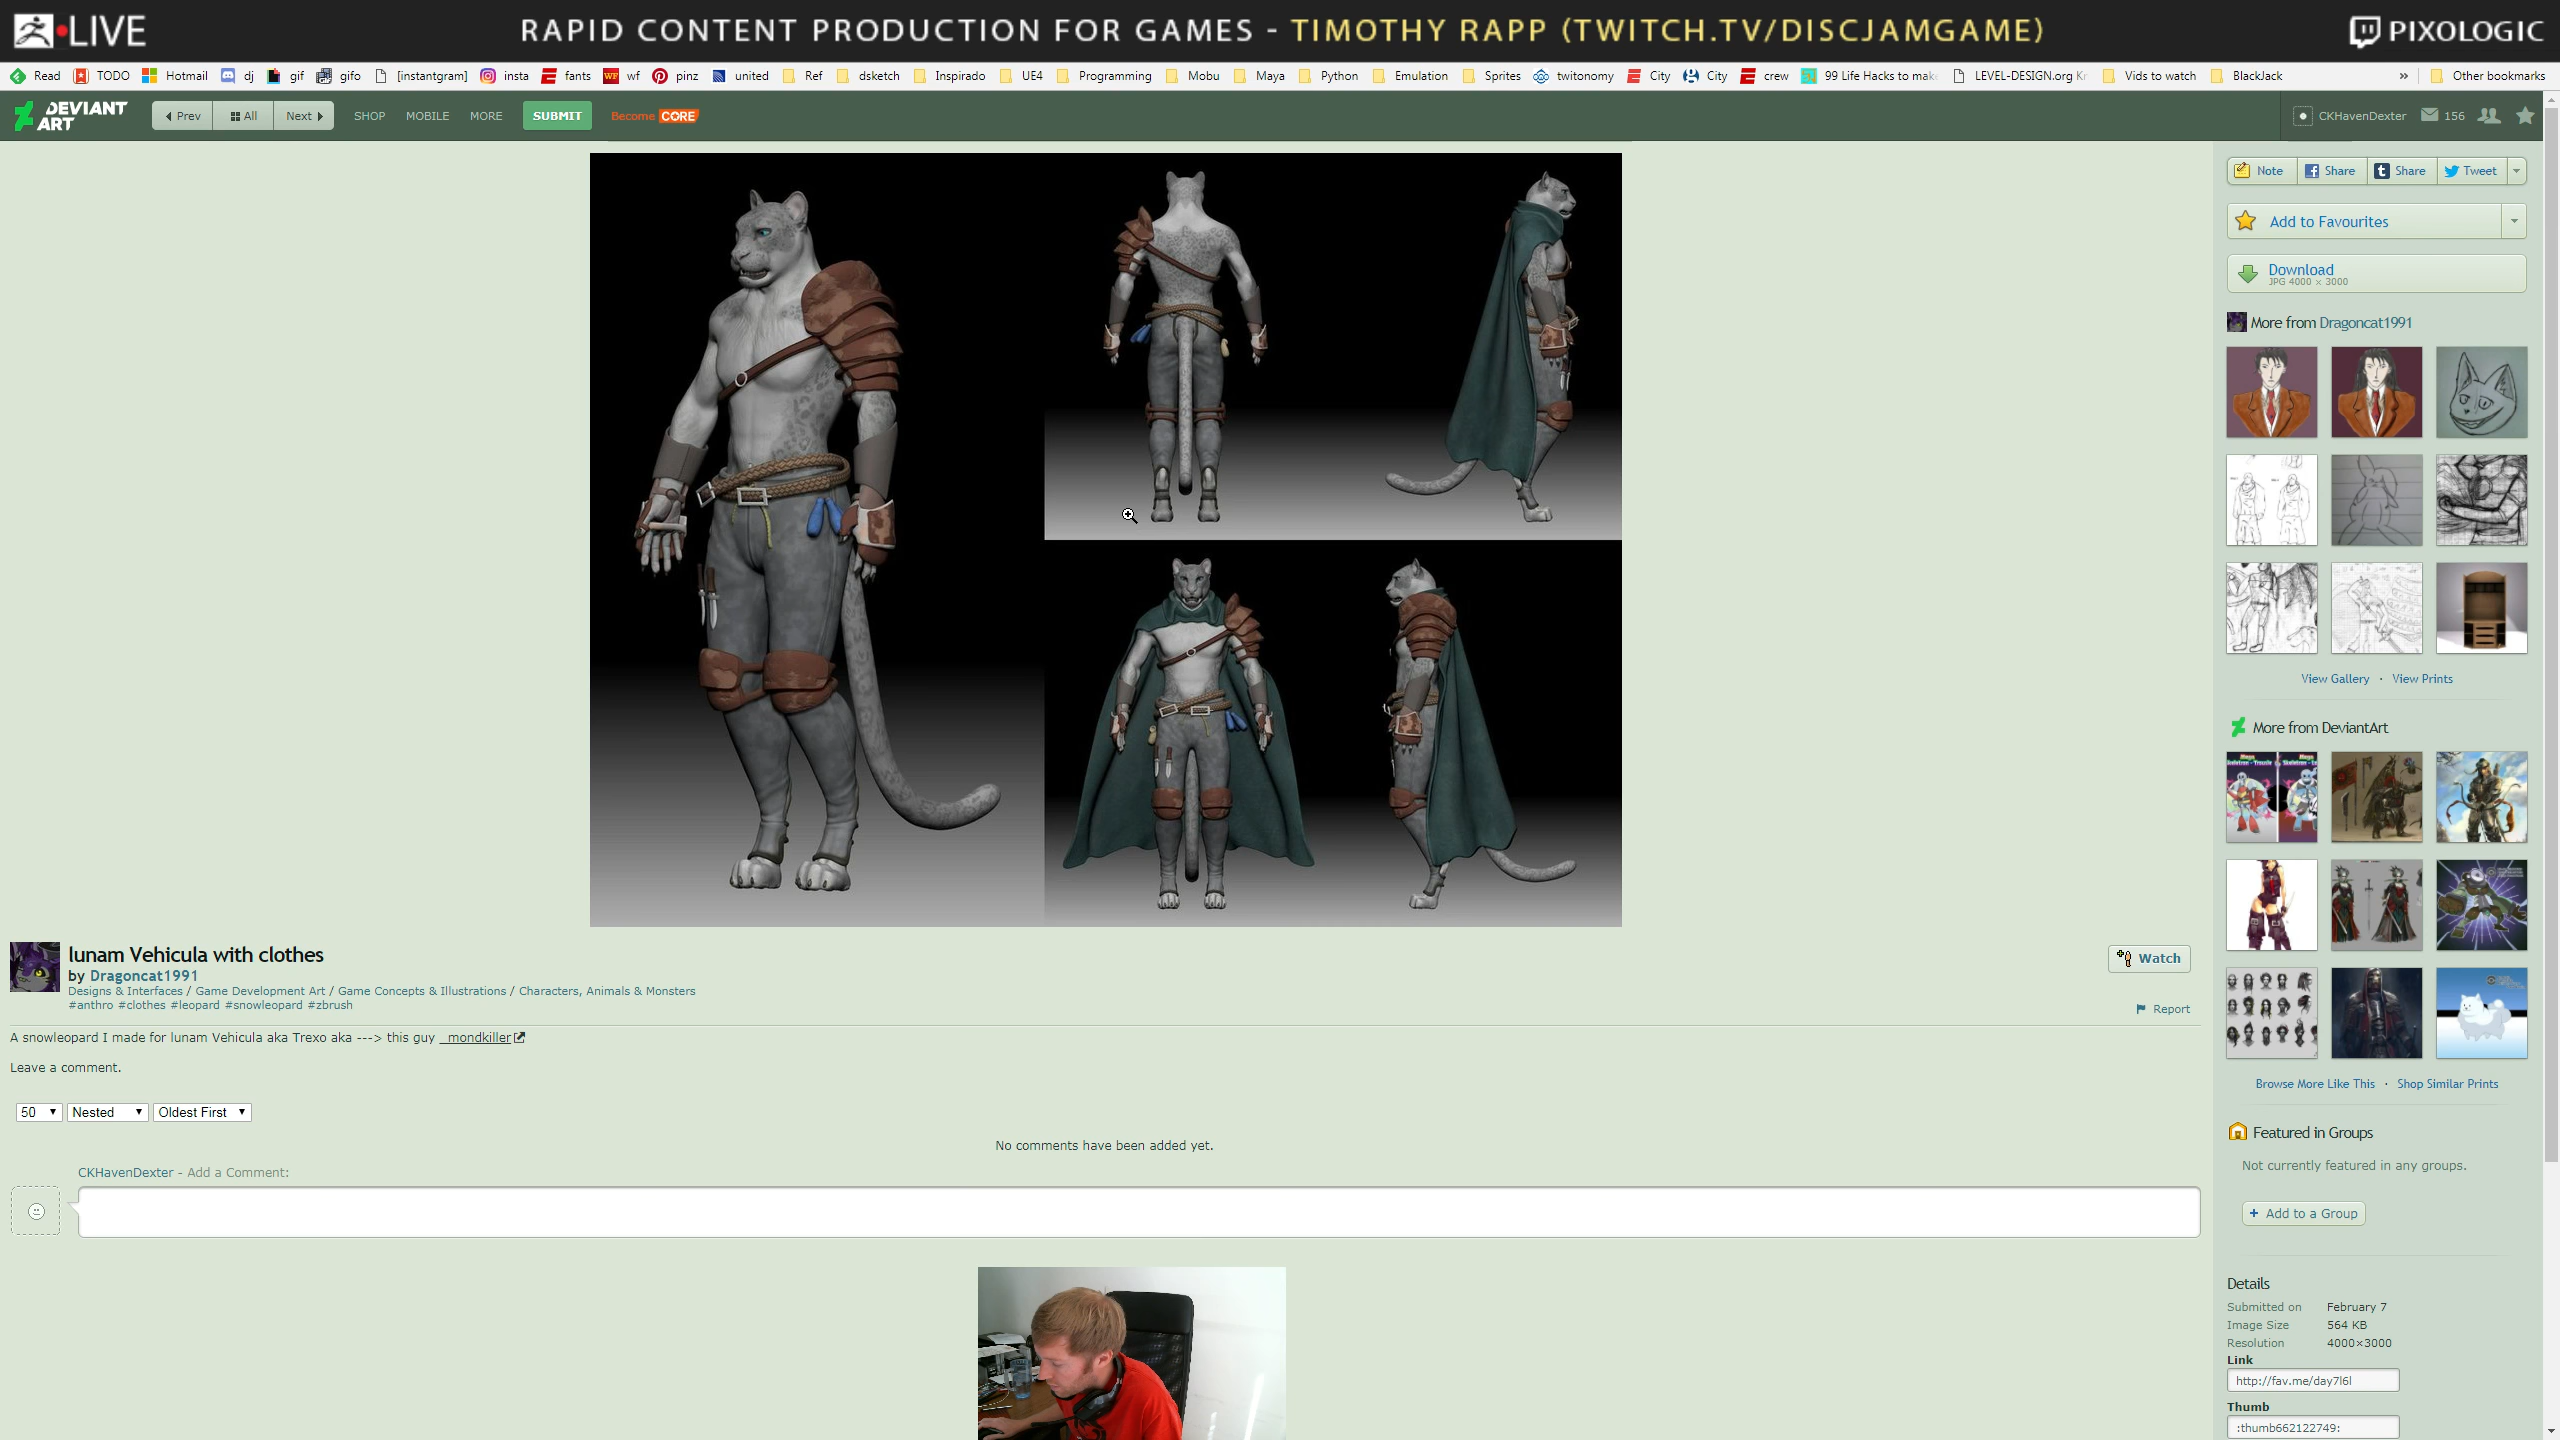 LIVE
RAPID CONTENT PRODUCTION FOR GAMES - TIMOTHY RAPP (TWITCH.TV/DISCJAMGAME)
PIXOLOGIC
Read TODO Hotmail dj gif gifo [instantgram] insta fants wf pinz united Ref dsketch Inspirado UE4 Programming Mobu Maya Python Emulation Sprites twitonomy City City crew 99 Life Hacks to make LEVEL-DESIGN.org Vids to watch BlackJack » Other bookmarks
DEVIANT ART
Prev All Next SHOP MOBILE MORE SUBMIT Become CORE
CKHavenDexter 156
Note Share Share Tweet
Add to Favourites
Download
JPG 4000 × 3000
More from Dragoncat1991
View Gallery · View Prints
More from DeviantArt
Browse More Like This · Shop Similar Prints
Featured in Groups
Not currently featured in any groups.
+ Add to a Group
Details
Submitted on February 7
Image Size 564 KB
Resolution 4000×3000
Link
http://fav.me/day7l6l
Thumb
:thumb662122749:
lunam Vehicula with clothes
by Dragoncat1991
Designs & Interfaces / Game Development Art / Game Concepts & Illustrations / Characters, Animals & Monsters
#anthro #clothes #leopard #snowleopard #zbrush
Watch
Report
A snowleopard I made for lunam Vehicula aka Trexo aka ---> this guy _mondkiller
Leave a comment.
50 Nested Oldest First
No comments have been added yet.
CKHavenDexter - Add a Comment: